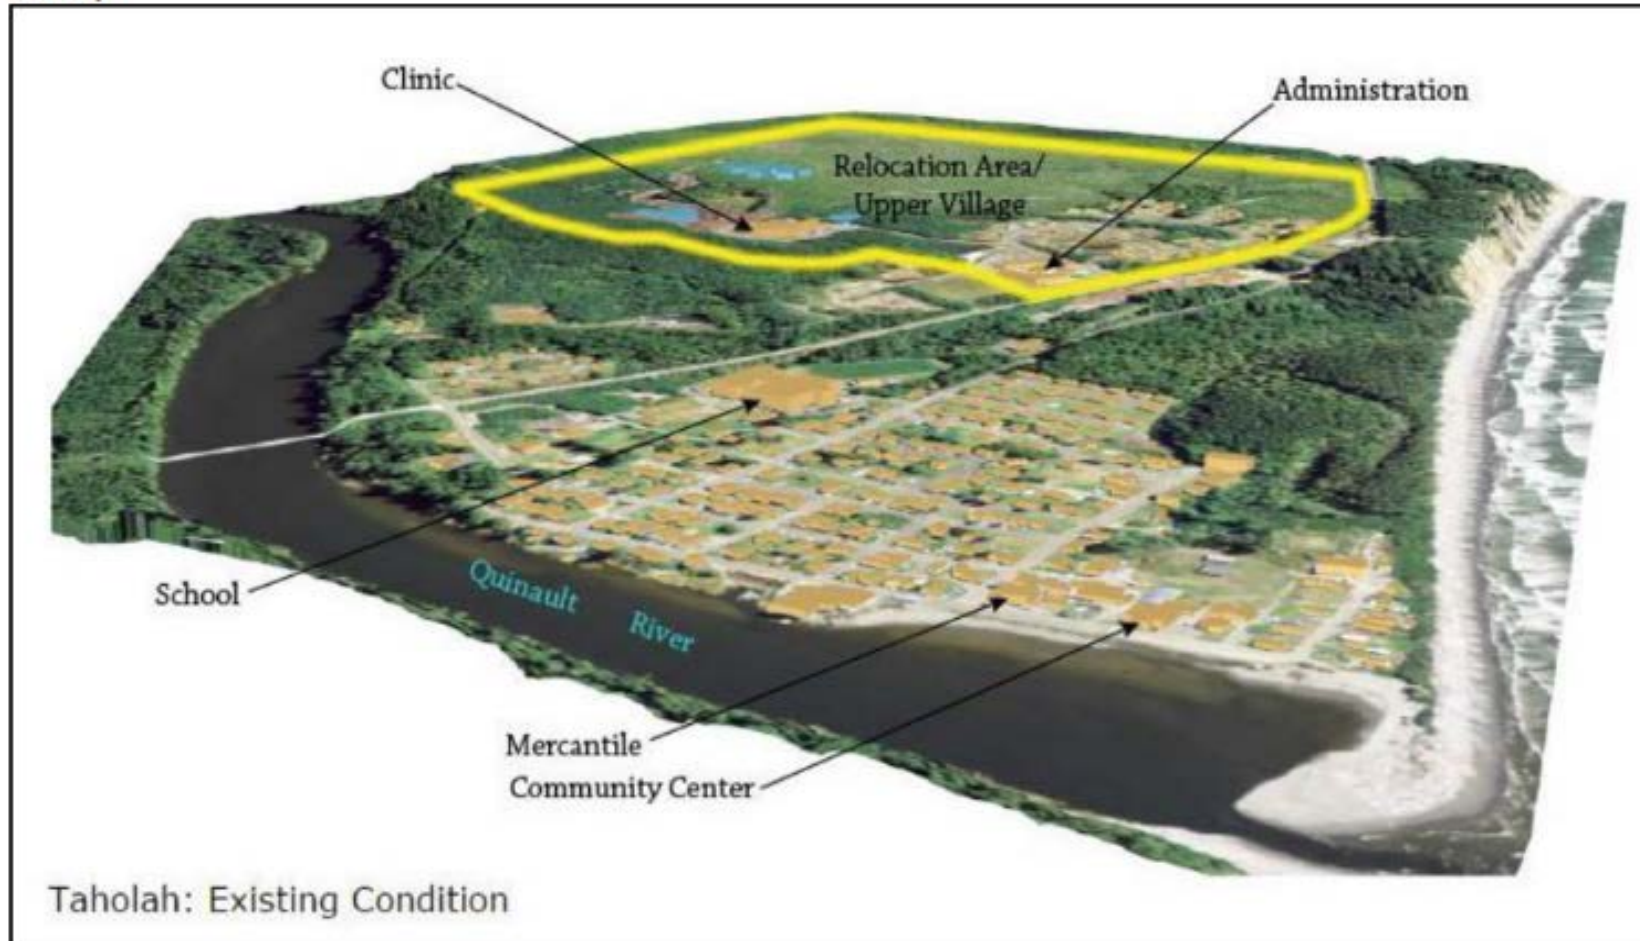 Clinic
Administration
Relocation Area/
Upper Village
School
Quinault River
Mercantile
Community Center
Taholah: Existing Condition